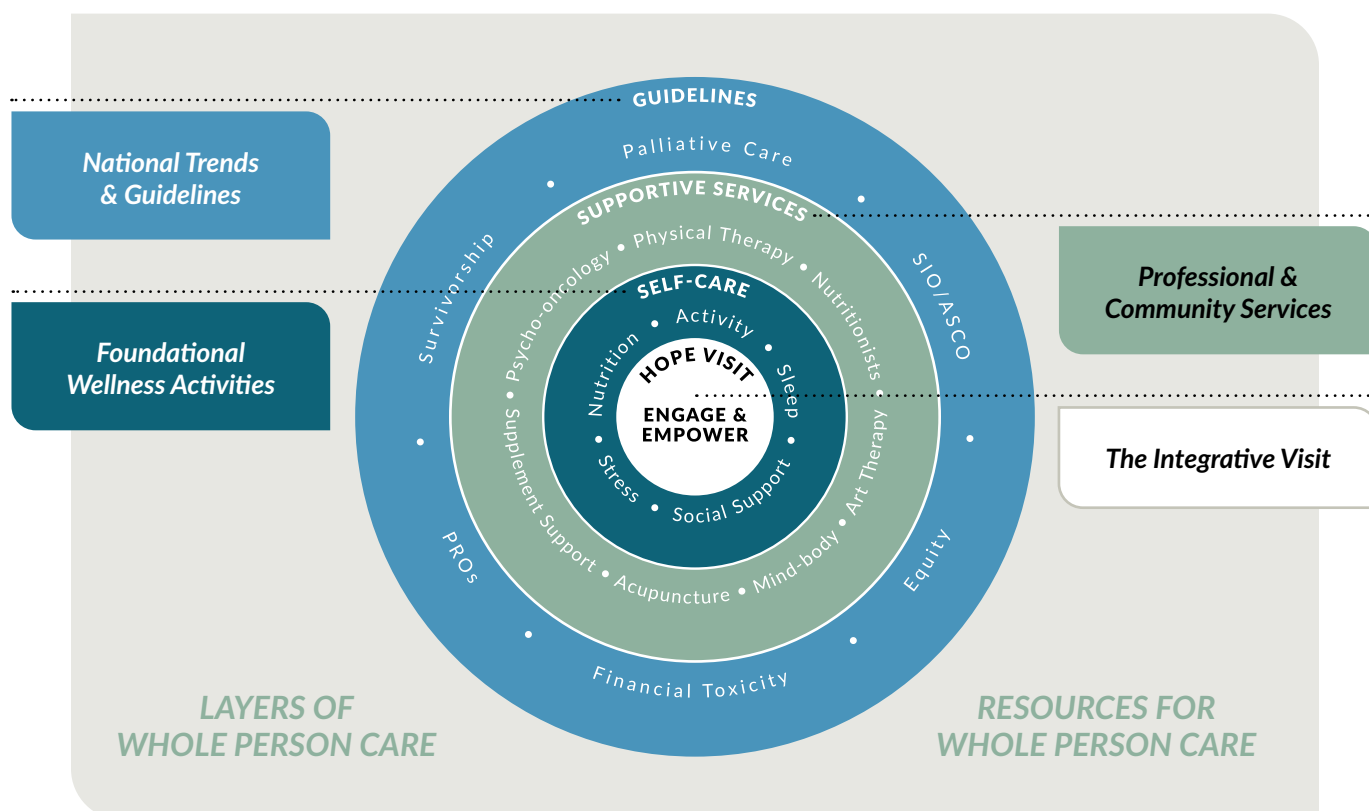 GUIDELINES
Palliative Care
SIO/ASCO
Equity
Financial Toxicity
PROs
Survivorship
SUPPORTIVE SERVICES
Physical Therapy
Nutritionists
Art Therapy
Mind-body
Acupuncture
Supplement Support
Psycho-oncology
SELF-CARE
Activity
Sleep
Social Support
Stress
Nutrition
HOPE VISIT
ENGAGE &
EMPOWER
National Trends
& Guidelines
Foundational
Wellness Activities
Professional &
Community Services
The Integrative Visit
LAYERS OF
WHOLE PERSON CARE
RESOURCES FOR
WHOLE PERSON CARE